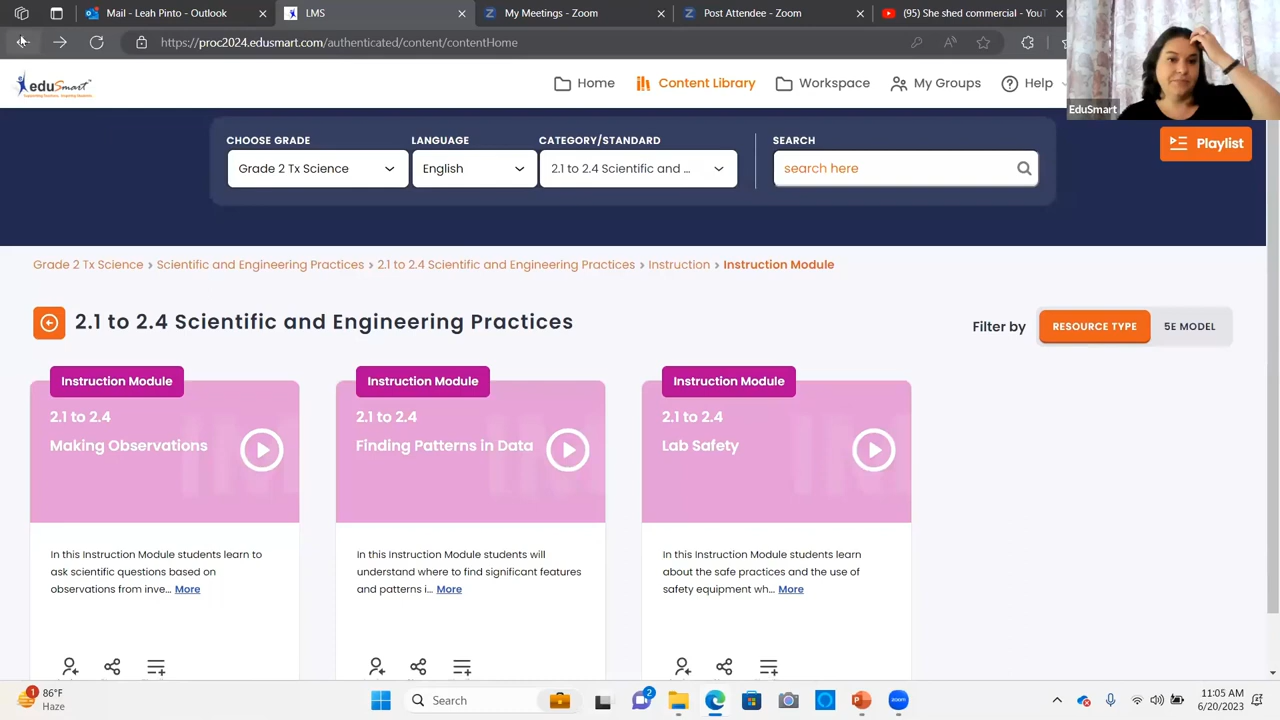 Mail - Leah Pinto - Outlook
LMS
My Meetings - Zoom
Post Attendee - Zoom
(95) She shed commercial - YouT
https://proc2024.edusmart.com/authenticated/content/contentHome
eduSmart
Home
Content Library
Workspace
My Groups
Help
EduSmart
CHOOSE GRADE
LANGUAGE
CATEGORY/STANDARD
SEARCH
Grade 2 Tx Science
English
2.1 to 2.4 Scientific and ...
search here
Playlist
Grade 2 Tx Science › Scientific and Engineering Practices › 2.1 to 2.4 Scientific and Engineering Practices › Instruction › Instruction Module
2.1 to 2.4 Scientific and Engineering Practices
Filter by
RESOURCE TYPE
5E MODEL
Instruction Module
2.1 to 2.4
Making Observations
In this Instruction Module students learn to
ask scientific questions based on
observations from inve... More
Instruction Module
2.1 to 2.4
Finding Patterns in Data
In this Instruction Module students will
understand where to find significant features
and patterns i... More
Instruction Module
2.1 to 2.4
Lab Safety
In this Instruction Module students learn
about the safe practices and the use of
safety equipment wh... More
1
86°F
Haze
Search
2
zoom
11:05 AM
6/20/2023